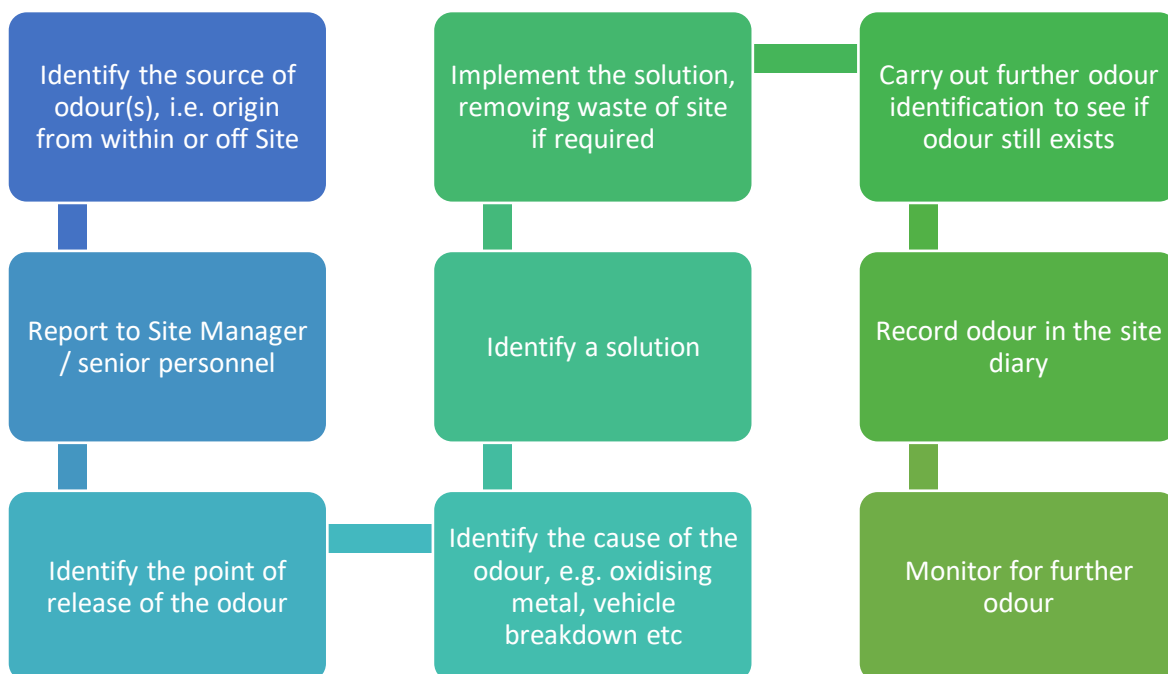 Identify the source of
odour(s), i.e. origin
from within or off Site
Report to Site Manager
/ senior personnel
Identify the point of
release of the odour
Identify the cause of the
odour, e.g. oxidising
metal, vehicle
breakdown etc
Identify a solution
Implement the solution,
removing waste of site
if required
Carry out further odour
identification to see if
odour still exists
Record odour in the site
diary
Monitor for further
odour